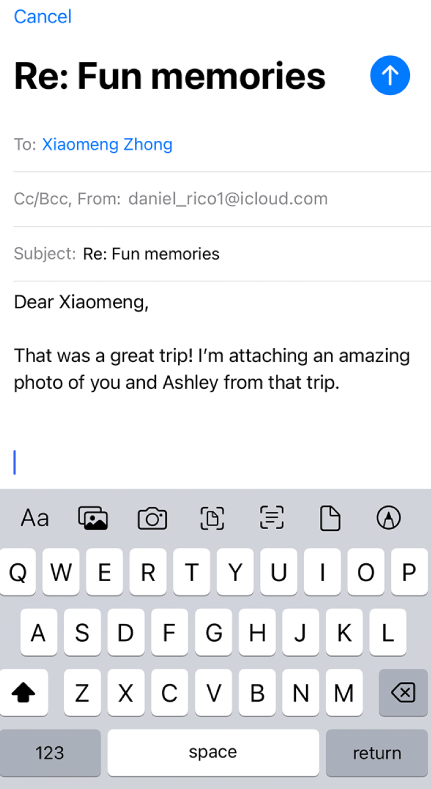 Cancel
Re: Fun memories
To: Xiaomeng Zhong
Cc/Bcc, From: daniel_rico1@icloud.com
Subject: Re: Fun memories
Dear Xiaomeng,
That was a great trip! I’m attaching an amazing
photo of you and Ashley from that trip.
Aa
Q W E R T Y U I O P
A S D F G H J K L
Z X C V B N M
123 space return